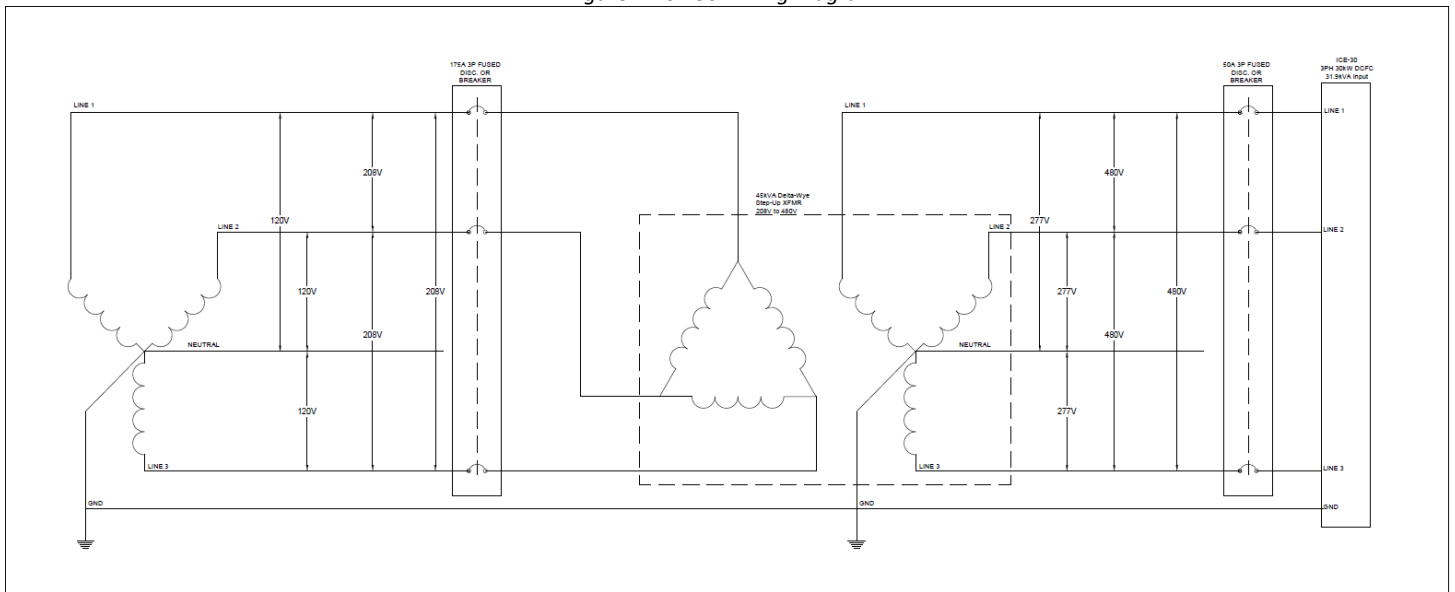 175A 3P FUSED
DISC. OR
BREAKER
50A 3P FUSED
DISC. OR
BREAKER
ICE-30
3PH 30kW DCFC
31.9kVA Input
LINE 1
LINE 1
LINE 1
208V
480V
45kVA Delta-Wye
Step-Up XFMR
208V to 480V
120V
277V
LINE 2
LINE 2
LINE 2
120V
208V
277V
480V
208V
480V
NEUTRAL
NEUTRAL
120V
277V
LINE 3
LINE 3
LINE 3
GND
GND
GND